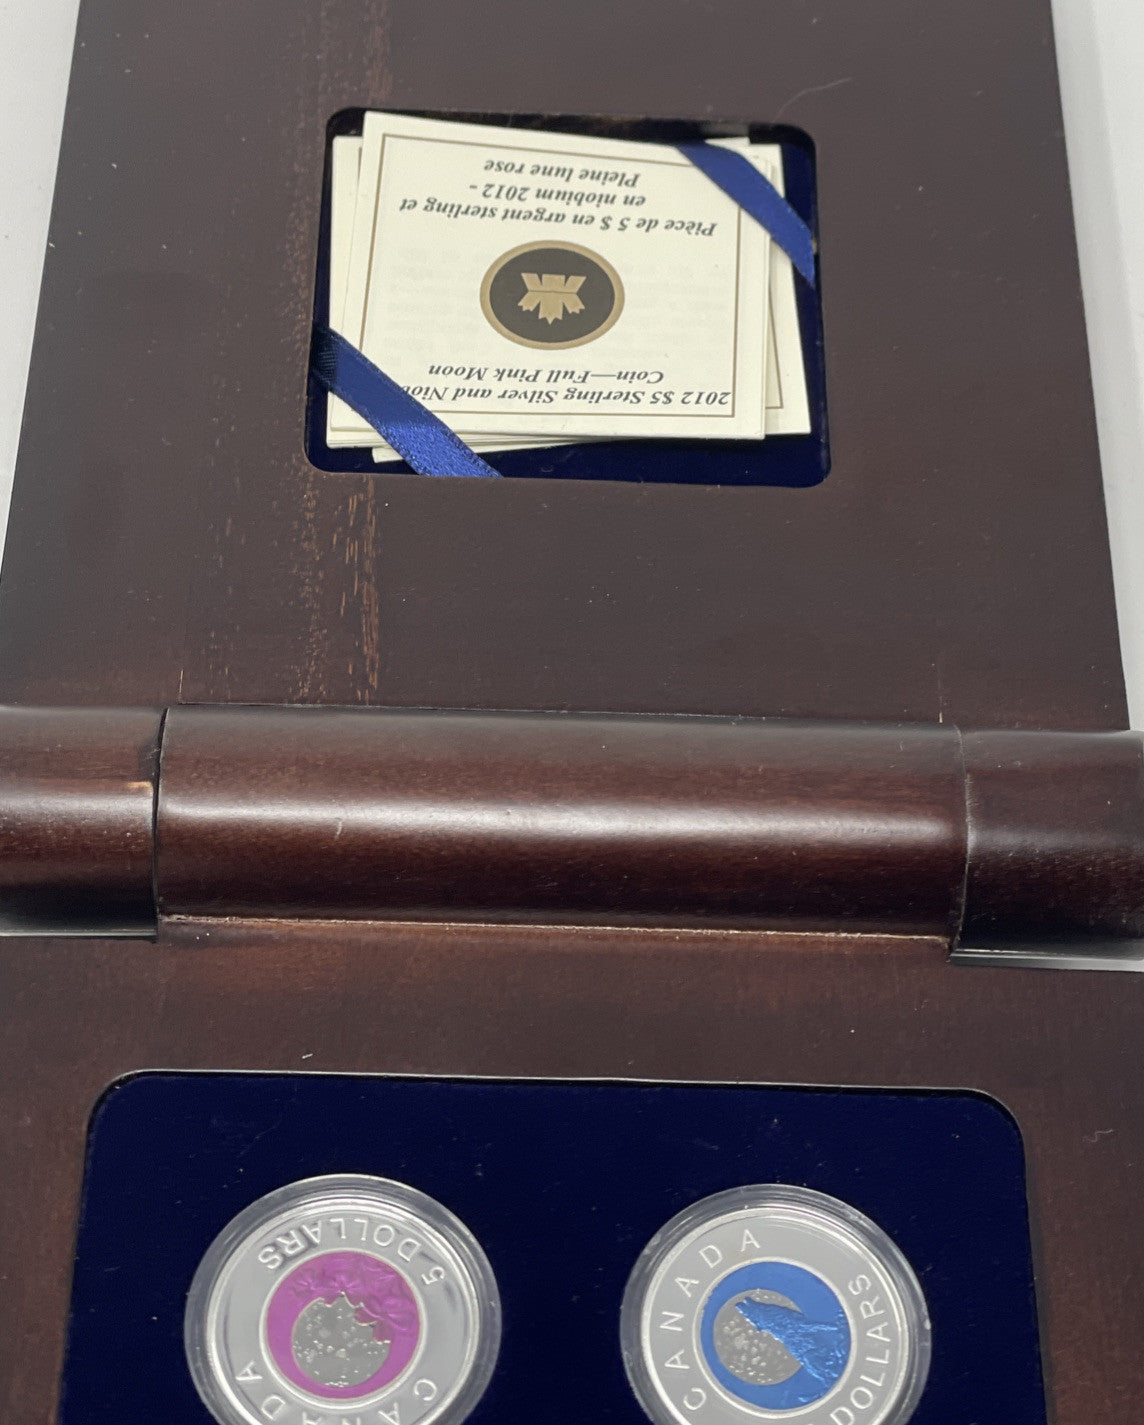 2012 $5 Sterling Silver and
Coin—Full Pink Moon
Pièce de 5 $ en argent sterling et
en niobium 2012 -
Pleine lune rose
5 DOLLARS
CANADA
CANADA
DOLLARS